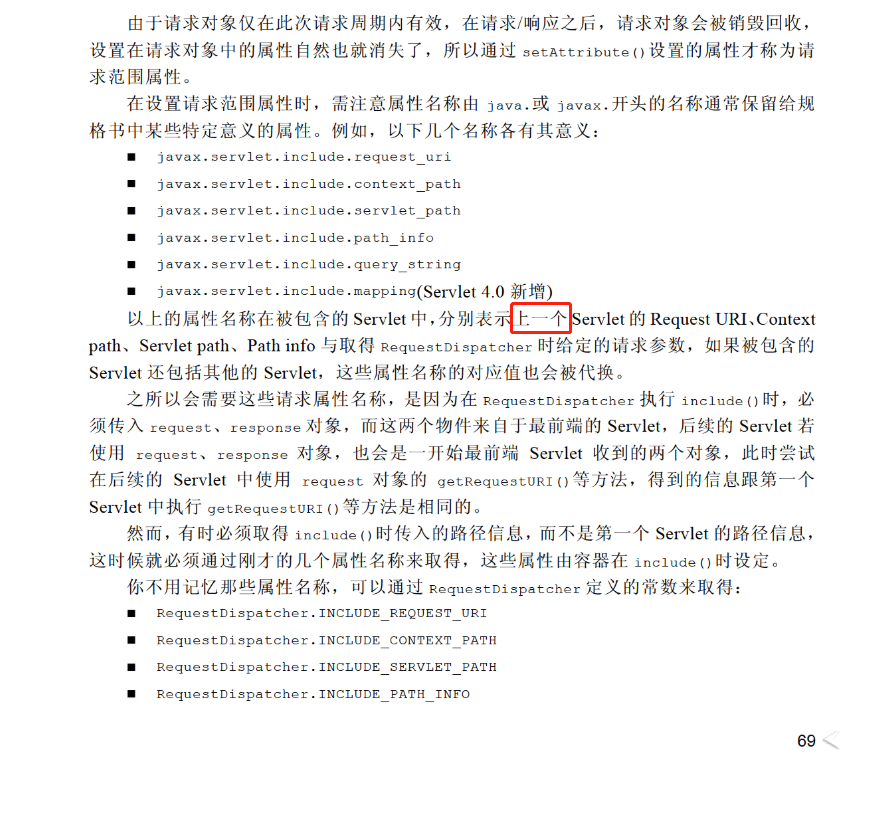 由于请求对象仅在此次请求周期内有效，在请求/响应之后，请求对象会被销毁回收，
设置在请求对象中的属性自然也就消失了，所以通过 setAttribute()设置的属性才称为请
求范围属性。
在设置请求范围属性时，需注意属性名称由 java.或 javax.开头的名称通常保留给规
格书中某些特定意义的属性。例如，以下几个名称各有其意义：
■ javax.servlet.include.request_uri
■ javax.servlet.include.context_path
■ javax.servlet.include.servlet_path
■ javax.servlet.include.path_info
■ javax.servlet.include.query_string
■ javax.servlet.include.mapping(Servlet 4.0 新增)
以上的属性名称在被包含的 Servlet 中，分别表示上一个 Servlet 的 Request URI、Context
path、Servlet path、Path info 与取得 RequestDispatcher 时给定的请求参数，如果被包含的
Servlet 还包括其他的 Servlet，这些属性名称的对应值也会被代换。
之所以会需要这些请求属性名称，是因为在 RequestDispatcher 执行 include()时，必
须传入 request、response 对象，而这两个物件来自于最前端的 Servlet，后续的 Servlet 若
使用 request、response 对象，也会是一开始最前端 Servlet 收到的两个对象，此时尝试
在后续的 Servlet 中使用 request 对象的 getRequestURI()等方法，得到的信息跟第一个
Servlet 中执行 getRequestURI()等方法是相同的。
然而，有时必须取得 include()时传入的路径信息，而不是第一个 Servlet 的路径信息，
这时候就必须通过刚才的几个属性名称来取得，这些属性由容器在 include()时设定。
你不用记忆那些属性名称，可以通过 RequestDispatcher 定义的常数来取得：
■ RequestDispatcher.INCLUDE_REQUEST_URI
■ RequestDispatcher.INCLUDE_CONTEXT_PATH
■ RequestDispatcher.INCLUDE_SERVLET_PATH
■ RequestDispatcher.INCLUDE_PATH_INFO
69